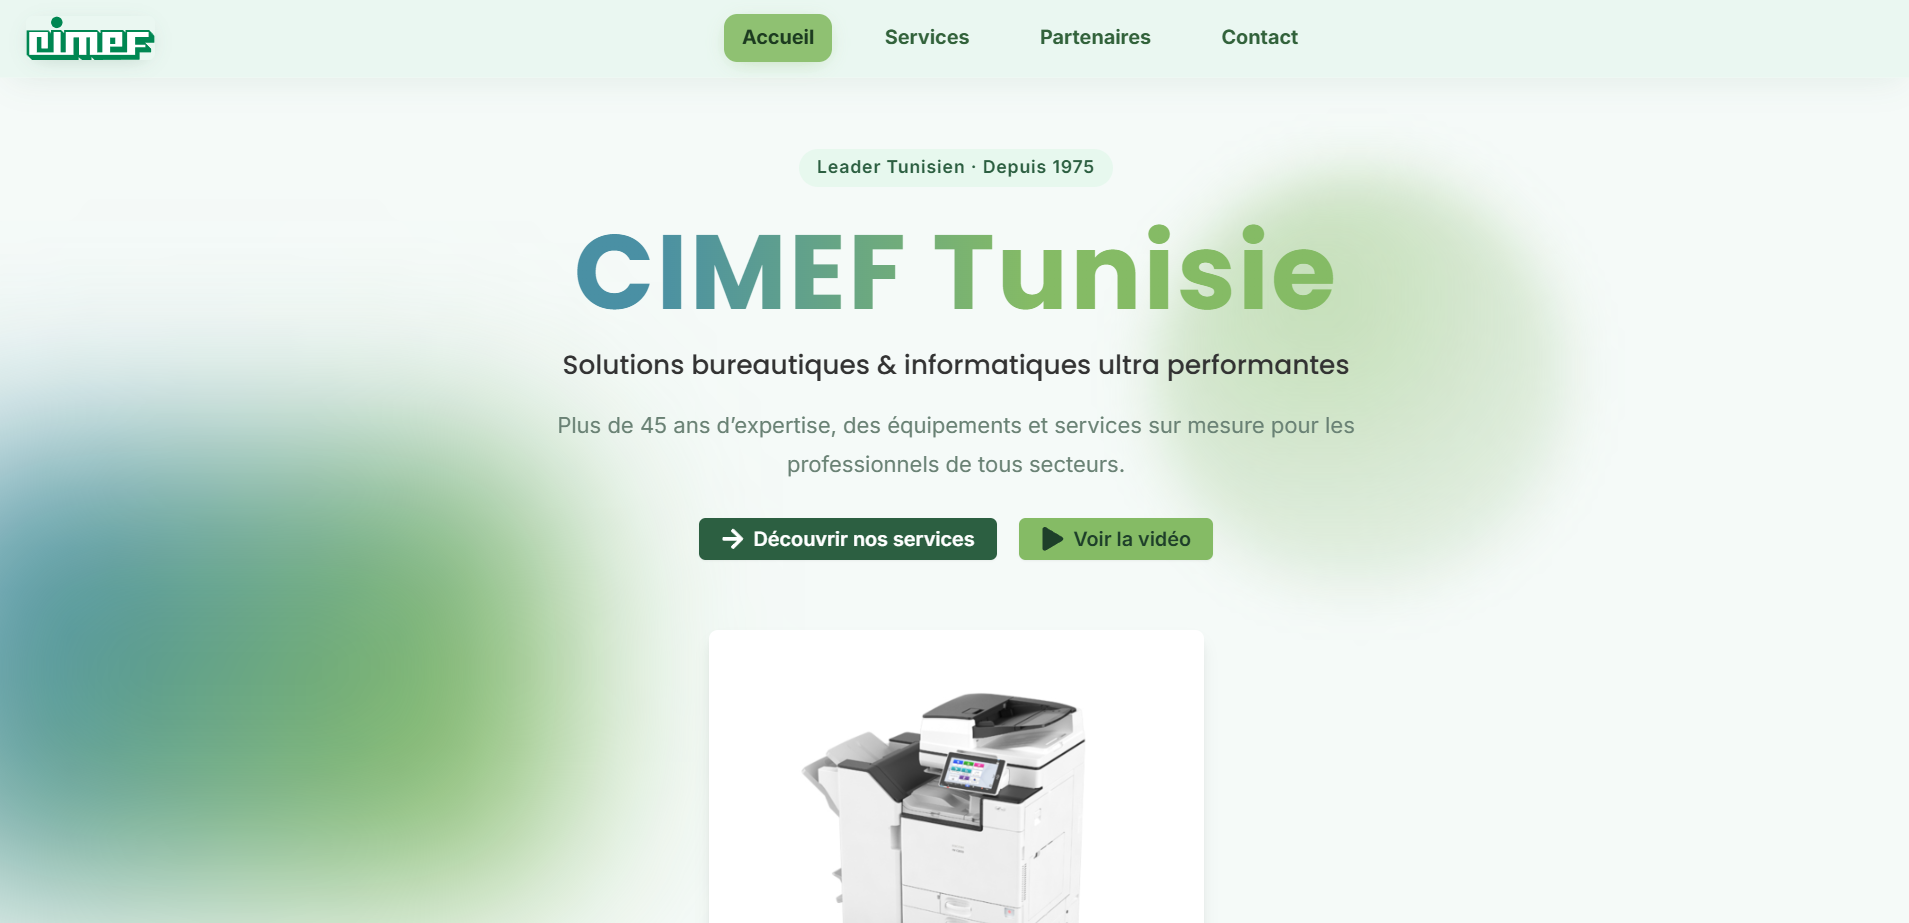 cimef
Accueil
Services
Partenaires
Contact
Leader Tunisien · Depuis 1975
CIMEF Tunisie
Solutions bureautiques & informatiques ultra performantes
Plus de 45 ans d’expertise, des équipements et services sur mesure pour les
professionnels de tous secteurs.
Découvrir nos services
Voir la vidéo